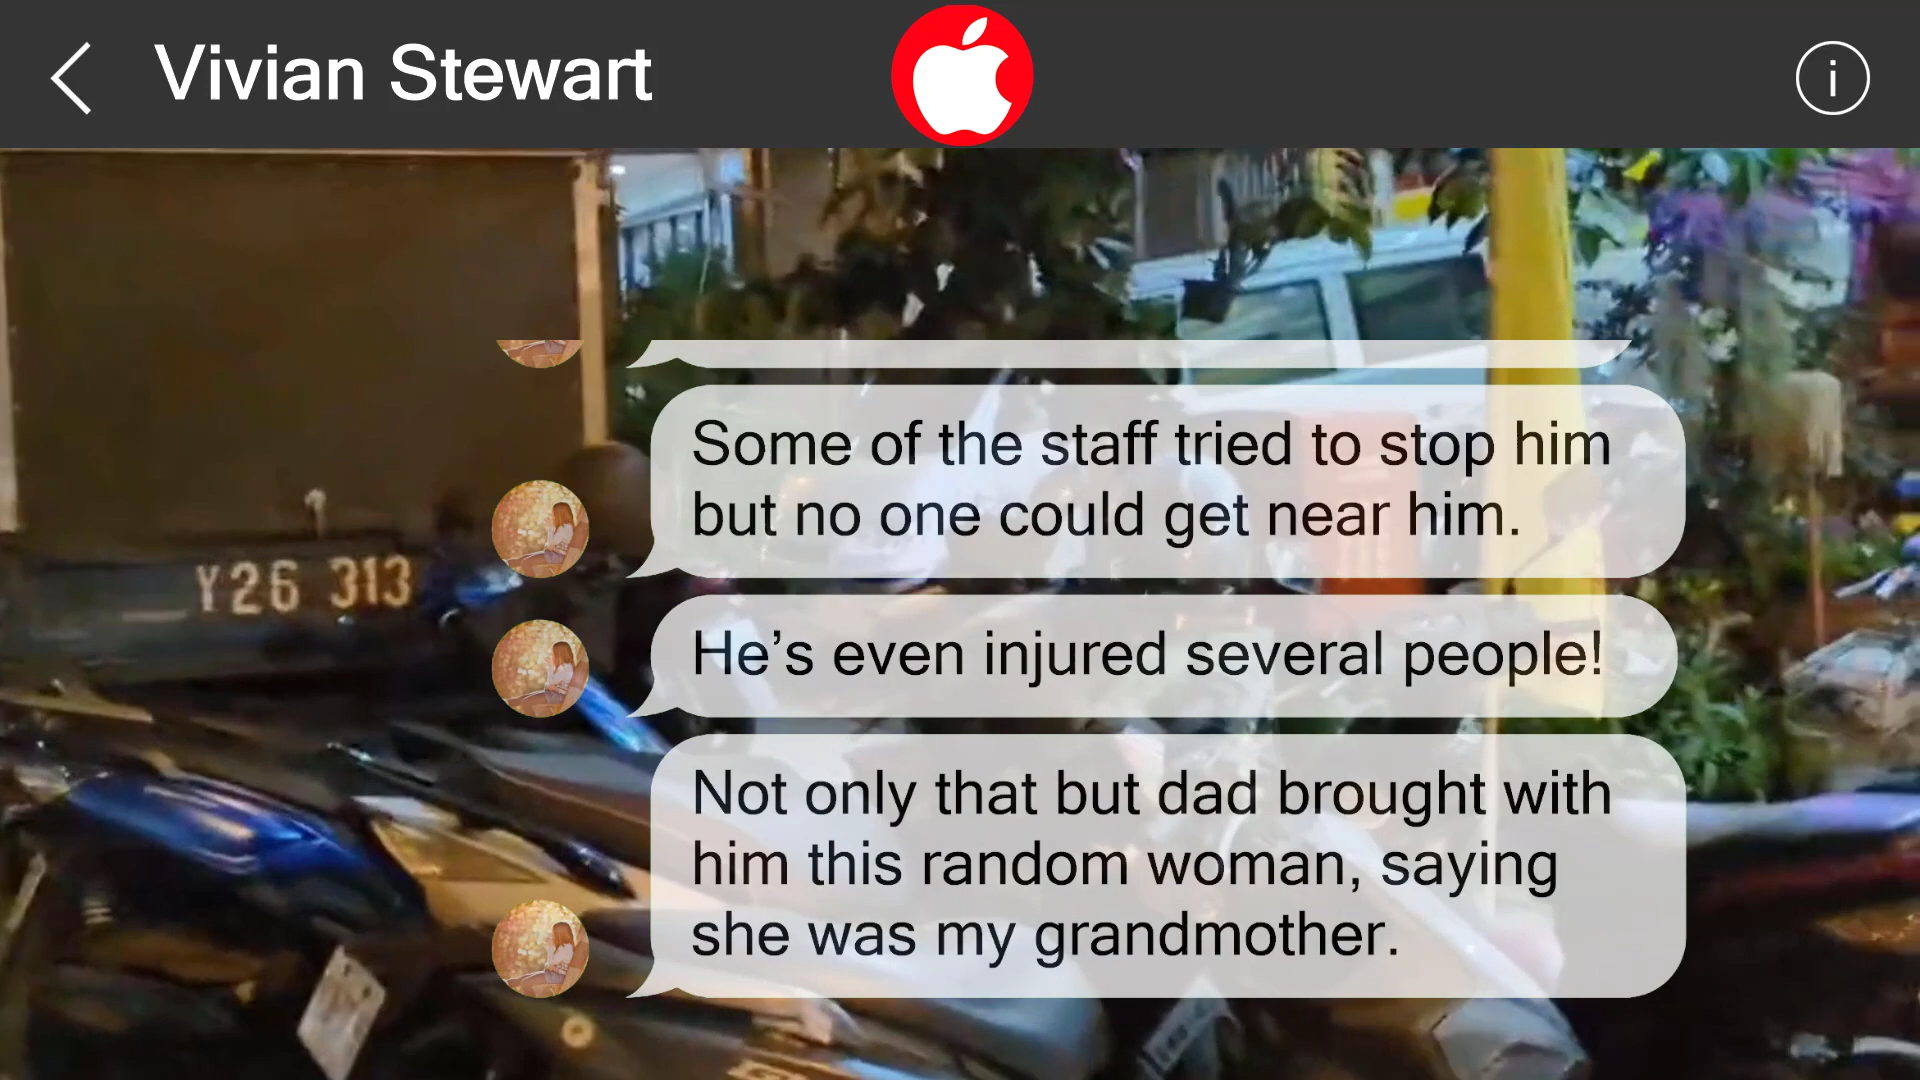 Vivian Stewart
i
Some of the staff tried to stop him
but no one could get near him.
He’s even injured several people!
Not only that but dad brought with
him this random woman, saying
she was my grandmother.
Y26 313